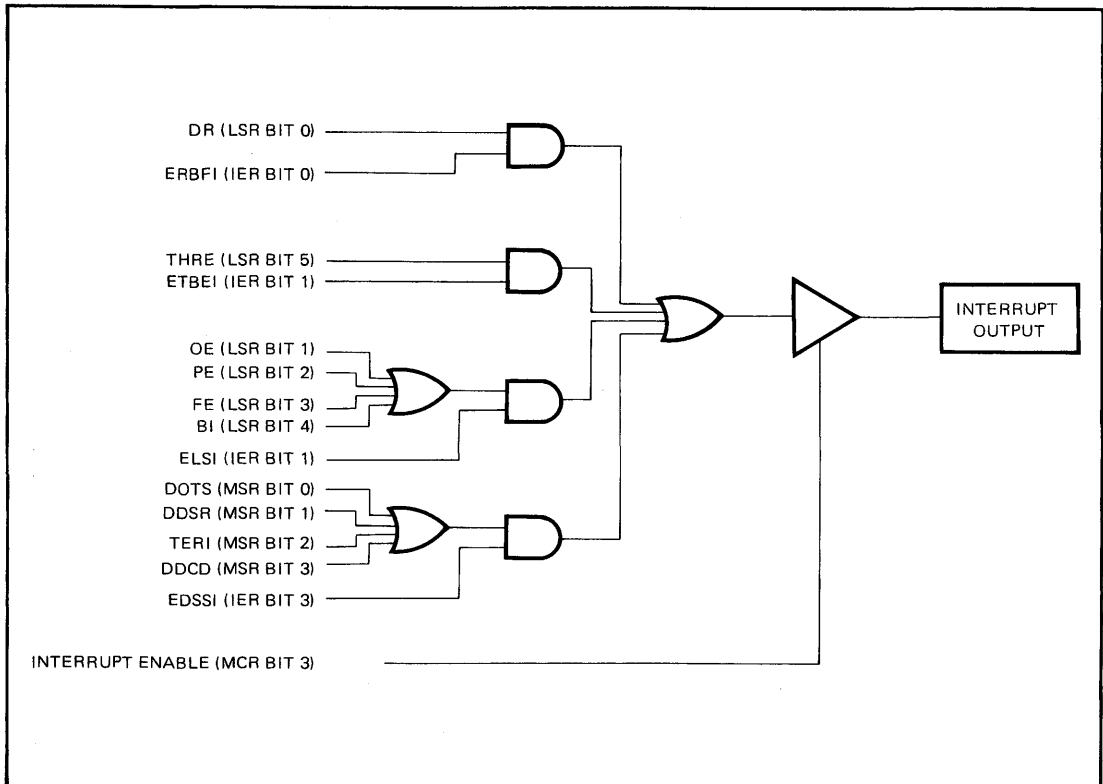 DR (LSR BIT 0)
ERBFI (IER BIT 0)
THRE (LSR BIT 5)
ETBEI (IER BIT 1)
OE (LSR BIT 1)
PE (LSR BIT 2)
FE (LSR BIT 3)
BI (LSR BIT 4)
ELSI (IER BIT 1)
DOTS (MSR BIT 0)
DDSR (MSR BIT 1)
TERI (MSR BIT 2)
DDCD (MSR BIT 3)
EDSSI (IER BIT 3)
INTERRUPT ENABLE (MCR BIT 3)
INTERRUPT
OUTPUT